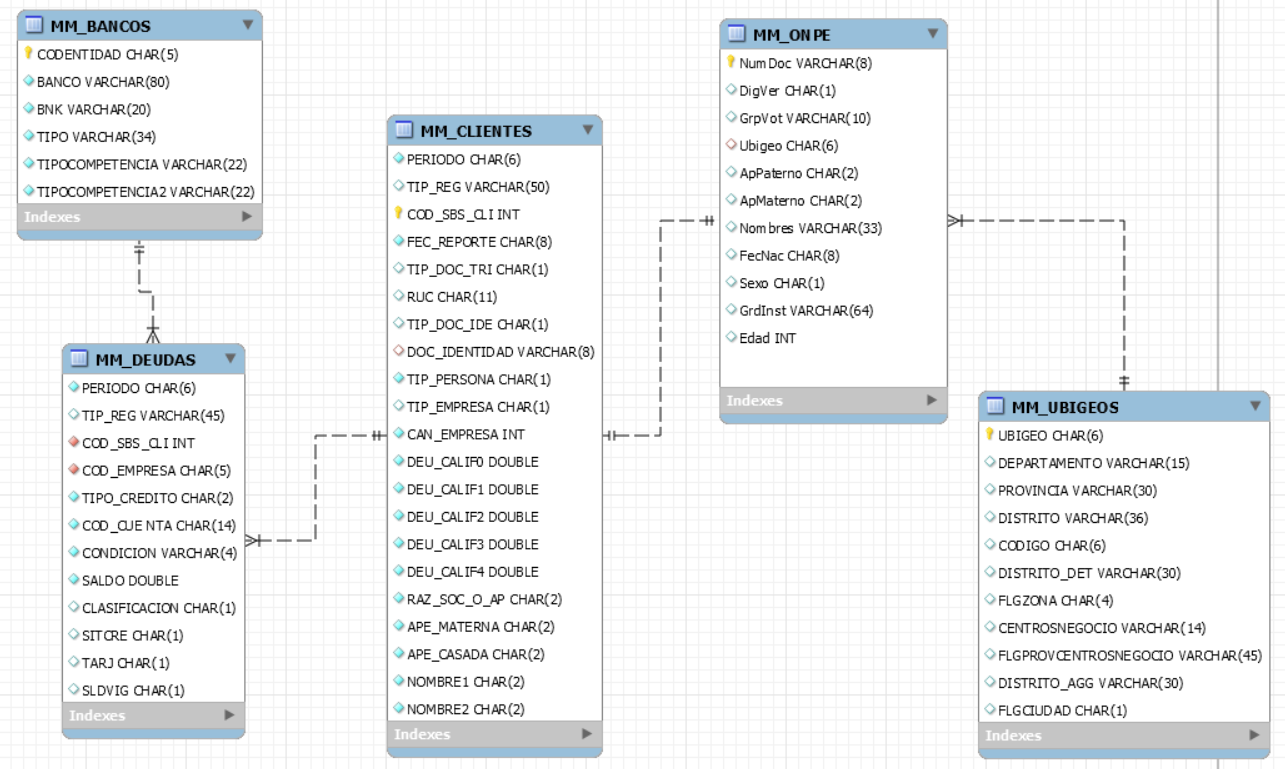 MM_BANCOS
CODENTIDAD CHAR(5)
BANCO VARCHAR(80)
BNK VARCHAR(20)
TIPO VARCHAR(34)
TIPOCOMPETENCIA VARCHAR(22)
TIPOCOMPETENCIA2 VARCHAR(22)
Indexes
MM_DEUDAS
PERIODO CHAR(6)
TIP_REG VARCHAR(45)
COD_SBS_CLI INT
COD_EMPRESA CHAR(5)
TIPO_CREDITO CHAR(2)
COD_CUENTA CHAR(14)
CONDICION VARCHAR(4)
SALDO DOUBLE
CLASIFICACION CHAR(1)
SITCRE CHAR(1)
TARJ CHAR(1)
SLDVIG CHAR(1)
Indexes
MM_CLIENTES
PERIODO CHAR(6)
TIP_REG VARCHAR(50)
COD_SBS_CLI INT
FEC_REPORTE CHAR(8)
TIP_DOC_TRI CHAR(1)
RUC CHAR(11)
TIP_DOC_IDE CHAR(1)
DOC_IDENTIDAD VARCHAR(8)
TIP_PERSONA CHAR(1)
TIP_EMPRESA CHAR(1)
CAN_EMPRESA INT
DEU_CALIF0 DOUBLE
DEU_CALIF1 DOUBLE
DEU_CALIF2 DOUBLE
DEU_CALIF3 DOUBLE
DEU_CALIF4 DOUBLE
RAZ_SOC_O_AP CHAR(2)
APE_MATERNA CHAR(2)
APE_CASADA CHAR(2)
NOMBRE1 CHAR(2)
NOMBRE2 CHAR(2)
Indexes
MM_ONPE
NumDoc VARCHAR(8)
DigVer CHAR(1)
GrpVot VARCHAR(10)
Ubigeo CHAR(6)
ApPaterno CHAR(2)
ApMaterno CHAR(2)
Nombres VARCHAR(33)
FecNac CHAR(8)
Sexo CHAR(1)
GrdInst VARCHAR(64)
Edad INT
Indexes
MM_UBIGEOS
UBIGEO CHAR(6)
DEPARTAMENTO VARCHAR(15)
PROVINCIA VARCHAR(30)
DISTRITO VARCHAR(36)
CODIGO CHAR(6)
DISTRITO_DET VARCHAR(30)
FLGZONA CHAR(4)
CENTROSNEGOCIO VARCHAR(14)
FLGPROVCENTROSNEGOCIO VARCHAR(45)
DISTRITO_AGG VARCHAR(30)
FLGCIUDAD CHAR(1)
Indexes